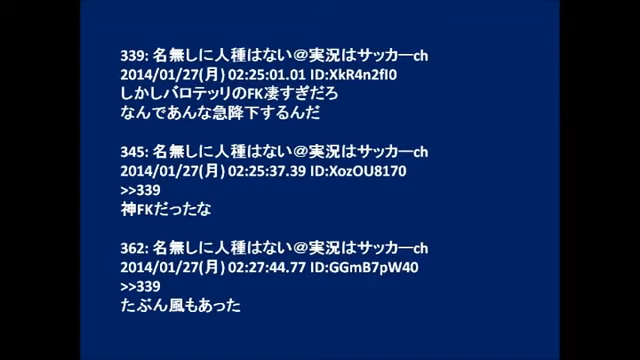 339: 名無しに人種はない＠実況はサッカーch
2014/01/27(月) 02:25:01.01 ID:XkR4n2fI0
しかしバロテッリのFK凄すぎだろ
なんであんな急降下するんだ
345: 名無しに人種はない＠実況はサッカーch
2014/01/27(月) 02:25:37.39 ID:XozOU8170
>>339
神FKだったな
362: 名無しに人種はない＠実況はサッカーch
2014/01/27(月) 02:27:44.77 ID:GGmB7pW40
>>339
たぶん風もあった